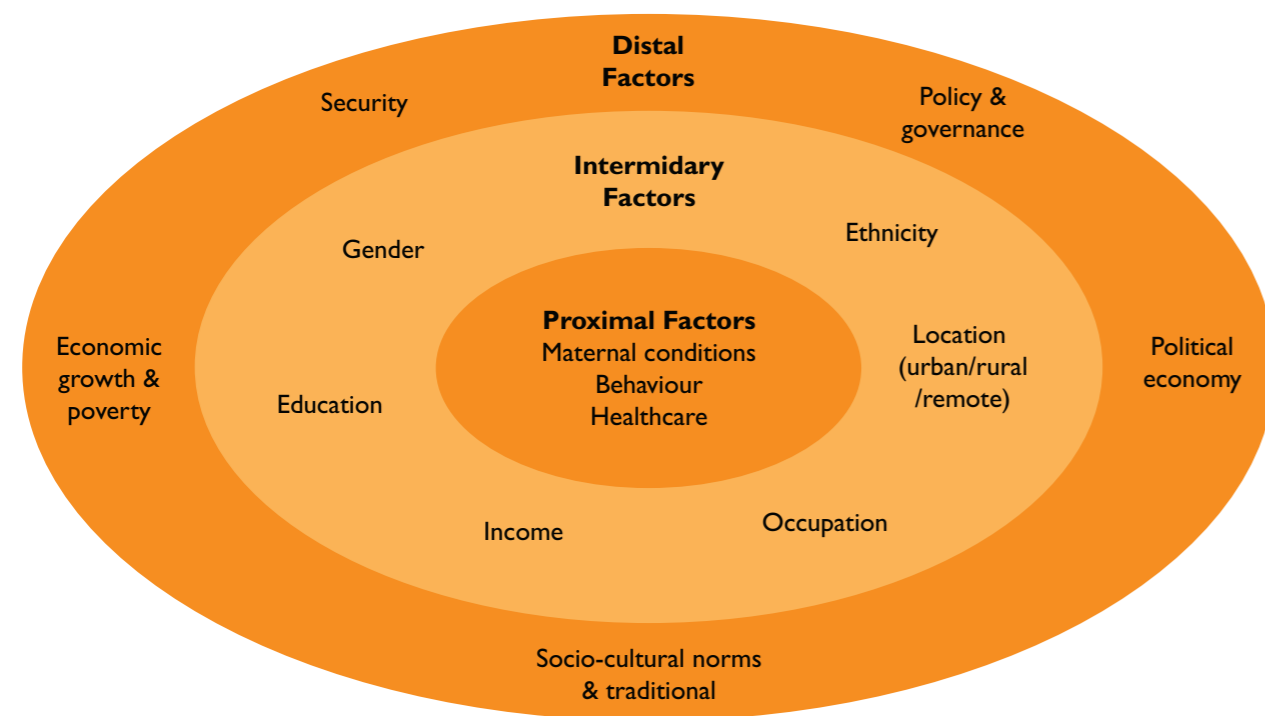 Distal
Factors
Security
Policy &
governance
Intermidary
Factors
Gender
Ethnicity
Proximal Factors
Maternal conditions
Behaviour
Healthcare
Economic
growth &
poverty
Education
Location
(urban/rural
/remote)
Political
economy
Income
Occupation
Socio-cultural norms
& traditional